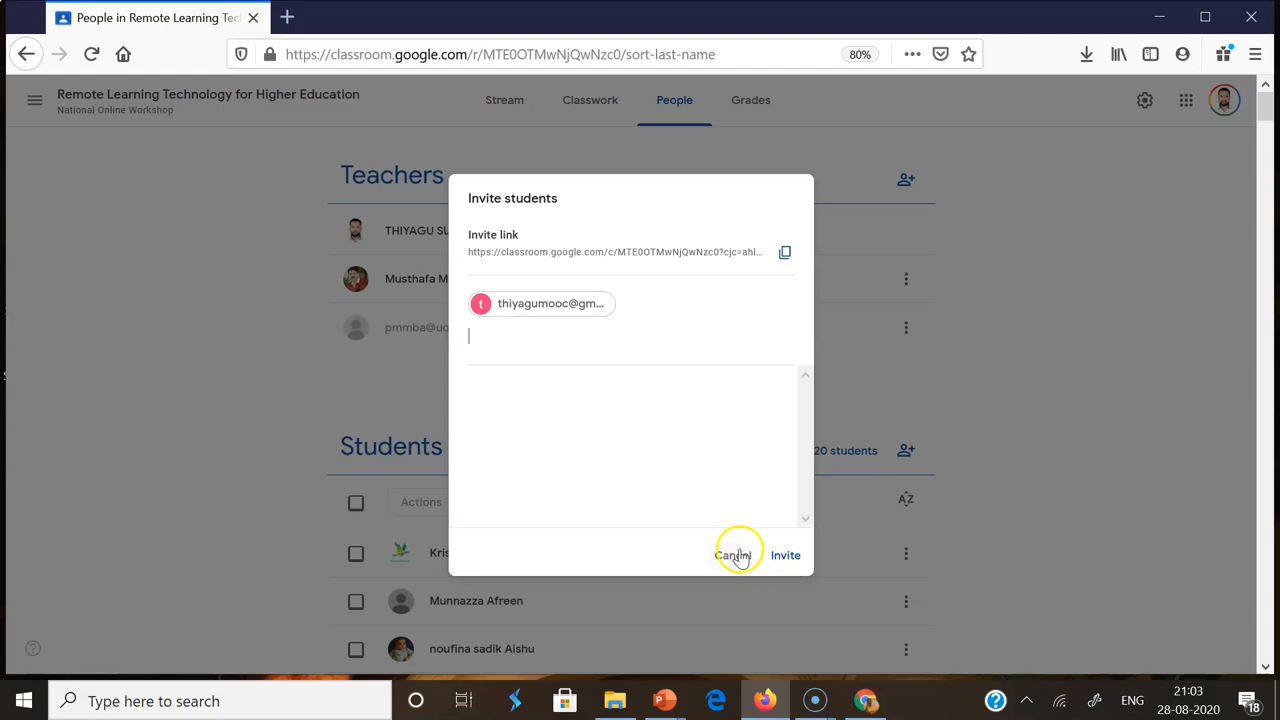 People in Remote Learning Tec
https://classroom.google.com/r/MTE0OTMwNjQwNzc0/sort-last-name
80%
Remote Learning Technology for Higher Education
National Online Workshop
Stream
Classwork
People
Grades
Teachers
THIYAGU SU
Musthafa M
pmmba@uo
Invite students
Invite link
https://classroom.google.com/c/MTE0OTMwNjQwNzc0?cjc=ahl...
t
thiyagumooc@gm...
Students
20 students
Actions
AZ
Kris
Cancel
Invite
Munnazza Afreen
noufina sadik Aishu
Type here to search
ENG
21:03
28-08-2020
18